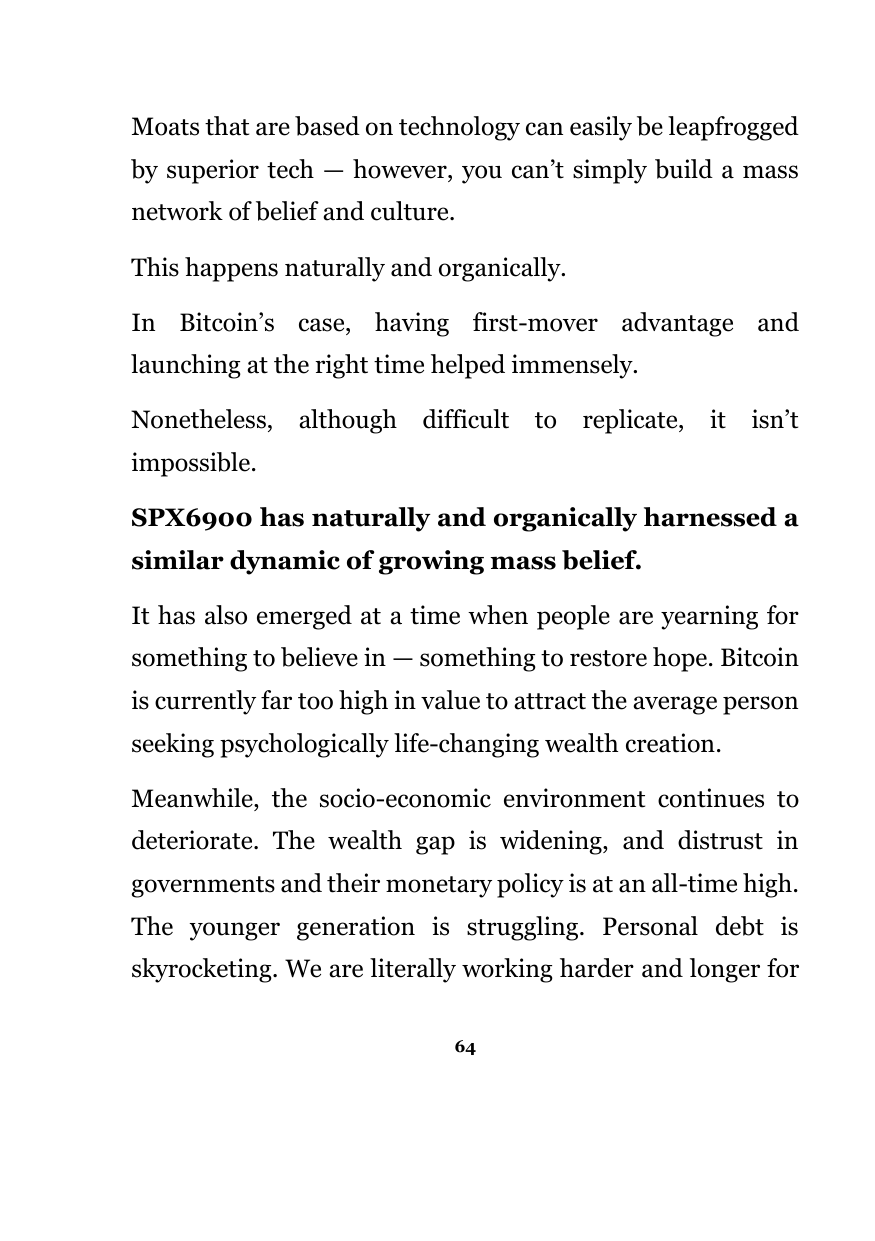 Moats that are based on technology can easily be leapfrogged
by superior tech — however, you can’t simply build a mass
network of belief and culture.
This happens naturally and organically.
In Bitcoin’s case, having first-mover advantage and
launching at the right time helped immensely.
Nonetheless, although difficult to replicate, it isn’t
impossible.
SPX6900 has naturally and organically harnessed a
similar dynamic of growing mass belief.
It has also emerged at a time when people are yearning for
something to believe in — something to restore hope. Bitcoin
is currently far too high in value to attract the average person
seeking psychologically life-changing wealth creation.
Meanwhile, the socio-economic environment continues to
deteriorate. The wealth gap is widening, and distrust in
governments and their monetary policy is at an all-time high.
The younger generation is struggling. Personal debt is
skyrocketing. We are literally working harder and longer for
64